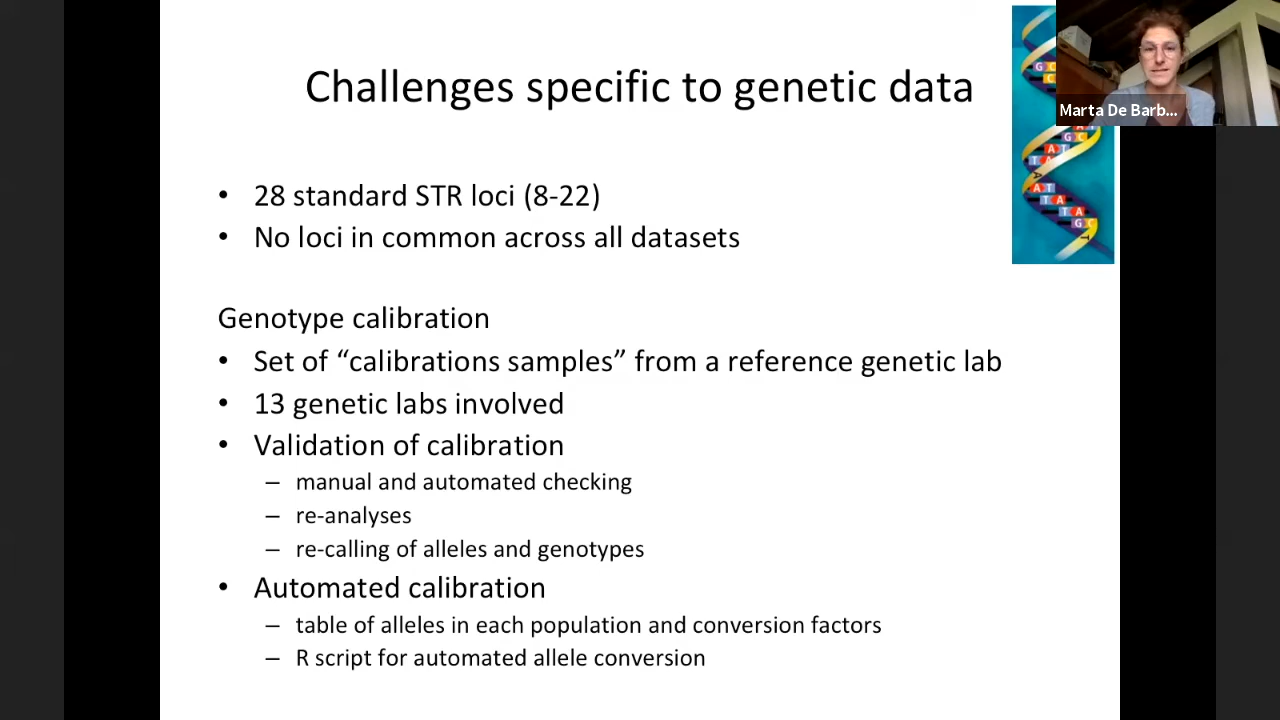 Challenges specific to genetic data
Marta De Barb...
• 28 standard STR loci (8-22)
• No loci in common across all datasets
Genotype calibration
• Set of “calibrations samples” from a reference genetic lab
• 13 genetic labs involved
• Validation of calibration
– manual and automated checking
– re-analyses
– re-calling of alleles and genotypes
• Automated calibration
– table of alleles in each population and conversion factors
– R script for automated allele conversion
G C
C
A T
G C
A T
T A
A
A T
T A
T A
G C
T